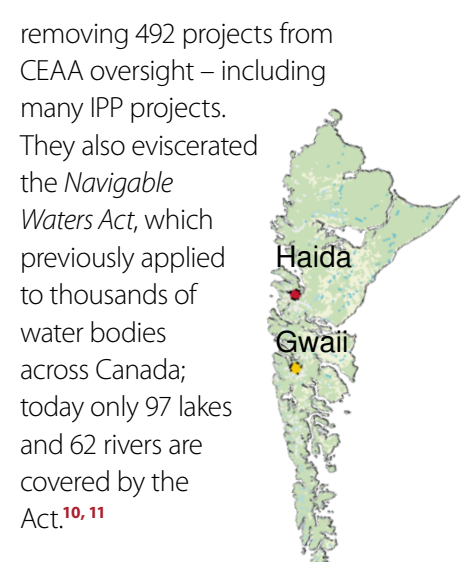 removing 492 projects from
CEAA oversight – including
many IPP projects.
They also eviscerated
the Navigable
Waters Act, which
previously applied
to thousands of
water bodies
across Canada;
today only 97 lakes
and 62 rivers are
covered by the
Act.10, 11
Haida
Gwaii